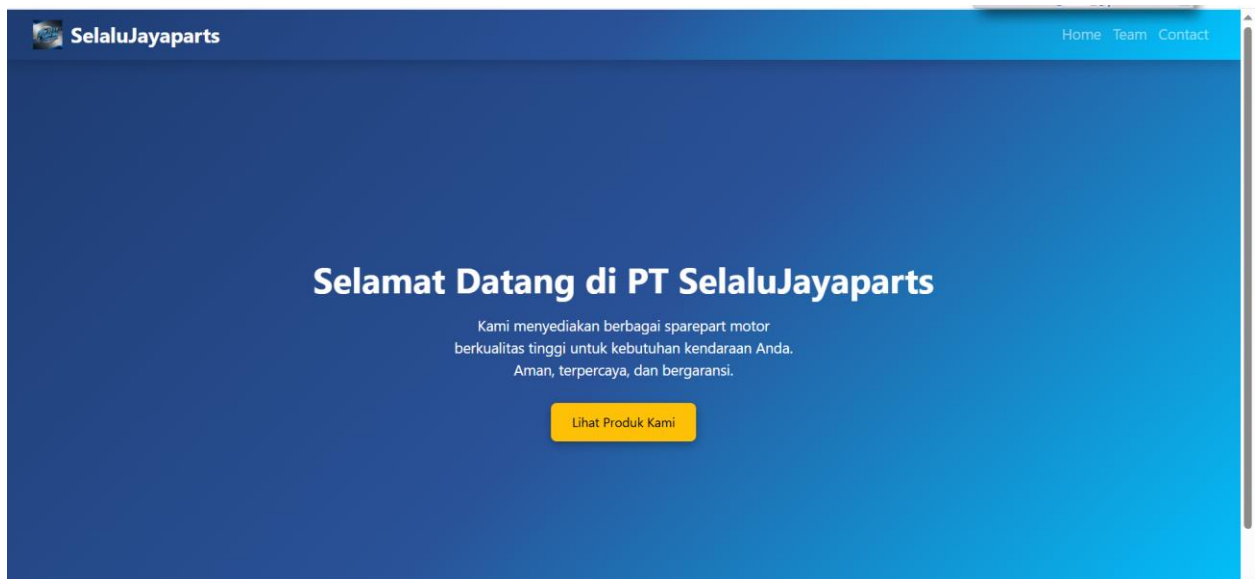 SelaluJayaparts
Home Team Contact
Selamat Datang di PT SelaluJayaparts
Kami menyediakan berbagai sparepart motor
berkualitas tinggi untuk kebutuhan kendaraan Anda.
Aman, terpercaya, dan bergaransi.
Lihat Produk Kami